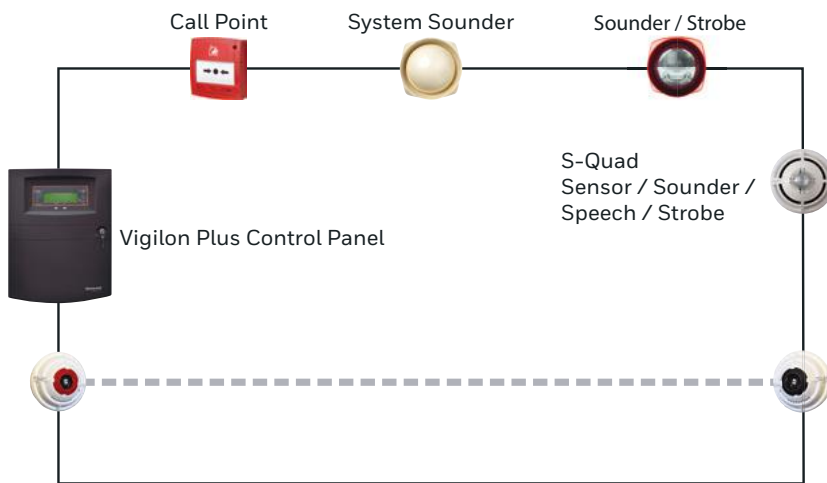 Call Point
System Sounder
Sounder / Strobe
S-Quad
Sensor / Sounder /
Speech / Strobe
Vigilon Plus Control Panel